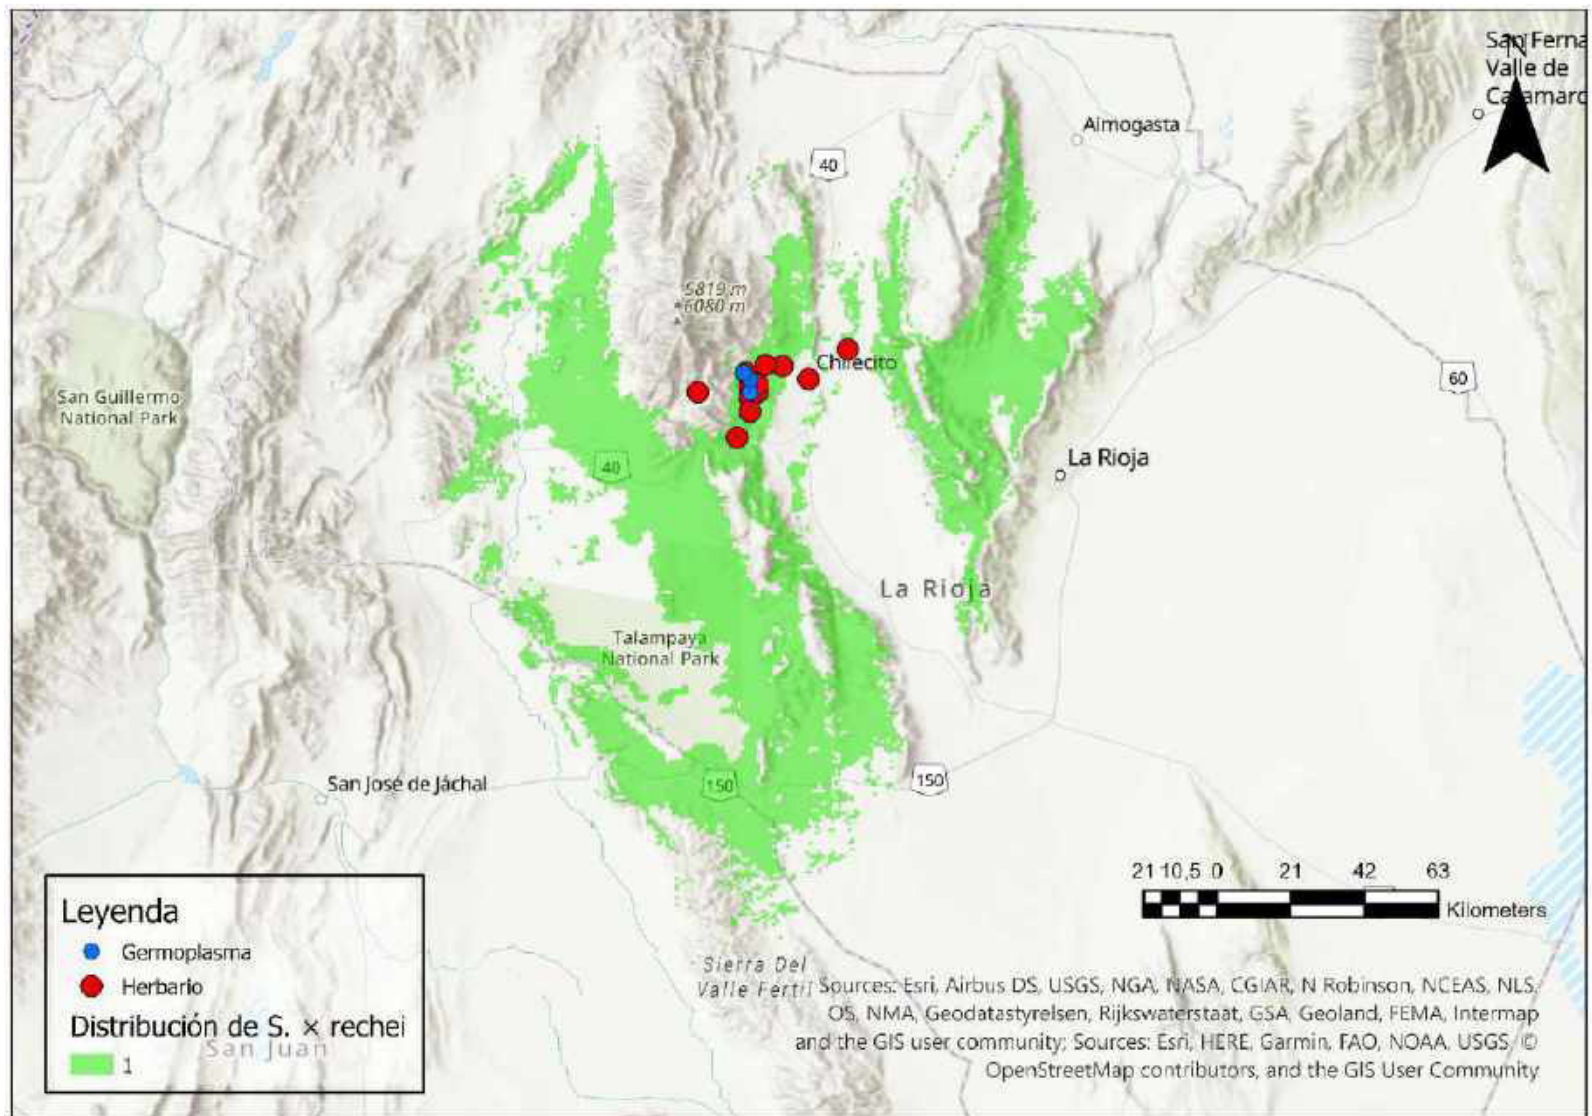 San Ferna
Valle de
Catamarc
N
Aimogasta
40
5819 m
6080 m
Chilecito
San Guillermo
National Park
60
La Rioja
40
La Rioja
Talampaya
National Park
San José de Jáchal
150
150
21 10,5 0 21 42 63
Kilometers
Leyenda
Germoplasma
Herbario
Distribución de S. × rechei
San Juan
1
Sierra Del
Valle Fertil
Sources: Esri, Airbus DS, USGS, NGA, NASA, CGIAR, N Robinson, NCEAS, NLS,
OS, NMA, Geodatastyrelsen, Rijkswaterstaat, GSA, Geoland, FEMA, Intermap
and the GIS user community; Sources: Esri, HERE, Garmin, FAO, NOAA, USGS, ©
OpenStreetMap contributors, and the GIS User Community